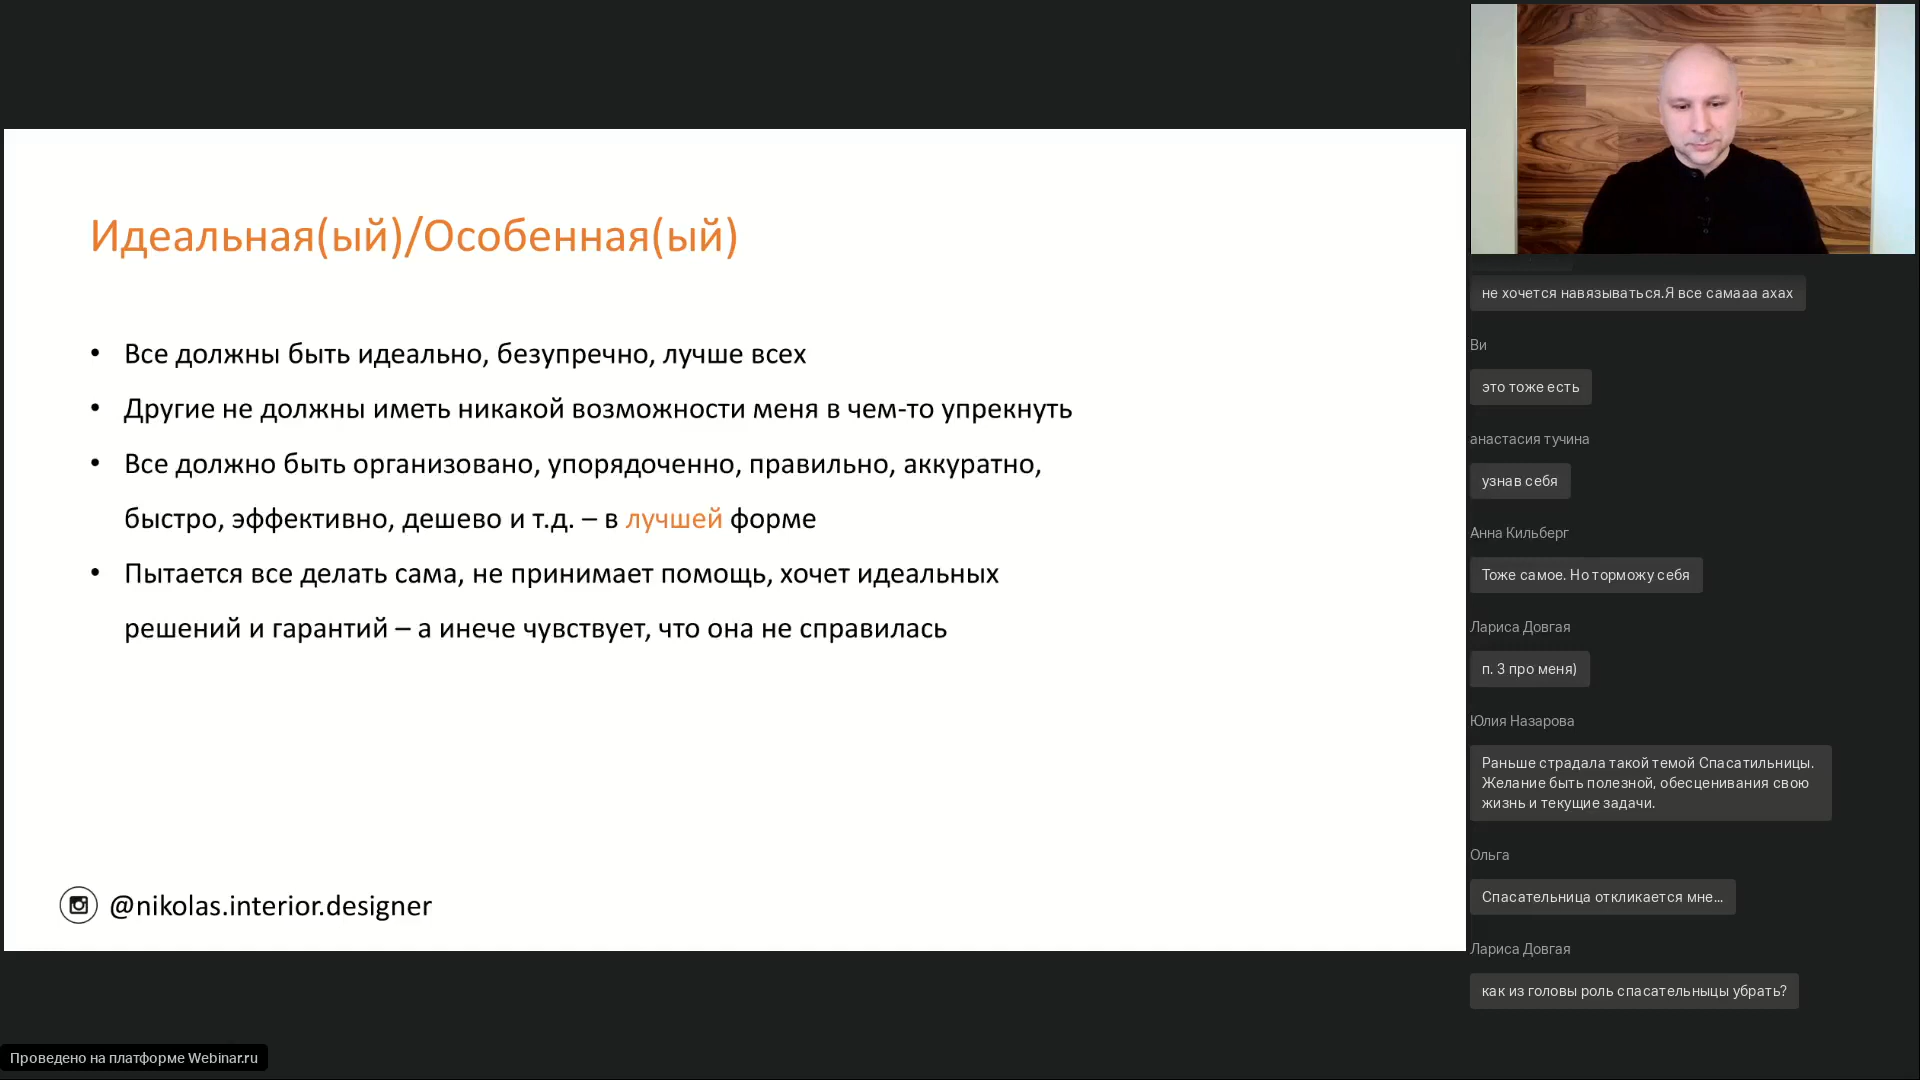 Идеальная(ый)/Особенная(ый)
• Все должны быть идеально, безупречно, лучше всех
• Другие не должны иметь никакой возможности меня в чем-то упрекнуть
• Все должно быть организовано, упорядоченно, правильно, аккуратно,
быстро, эффективно, дешево и т.д. – в лучшей форме
• Пытается все делать сама, не принимает помощь, хочет идеальных
решений и гарантий – а инече чувствует, что она не справилась
@nikolas.interior.designer
Проведено на платформе Webinar.ru
не хочется навязываться.Я все самааа ахах
Ви
это тоже есть
анастасия тучина
узнав себя
Анна Кильберг
Тоже самое. Но торможу себя
Лариса Довгая
п. 3 про меня)
Юлия Назарова
Раньше страдала такой темой Спасатильницы.
Желание быть полезной, обесценивания свою
жизнь и текущие задачи.
Ольга
Спасательница откликается мне...
Лариса Довгая
как из головы роль спасательныцы убрать?